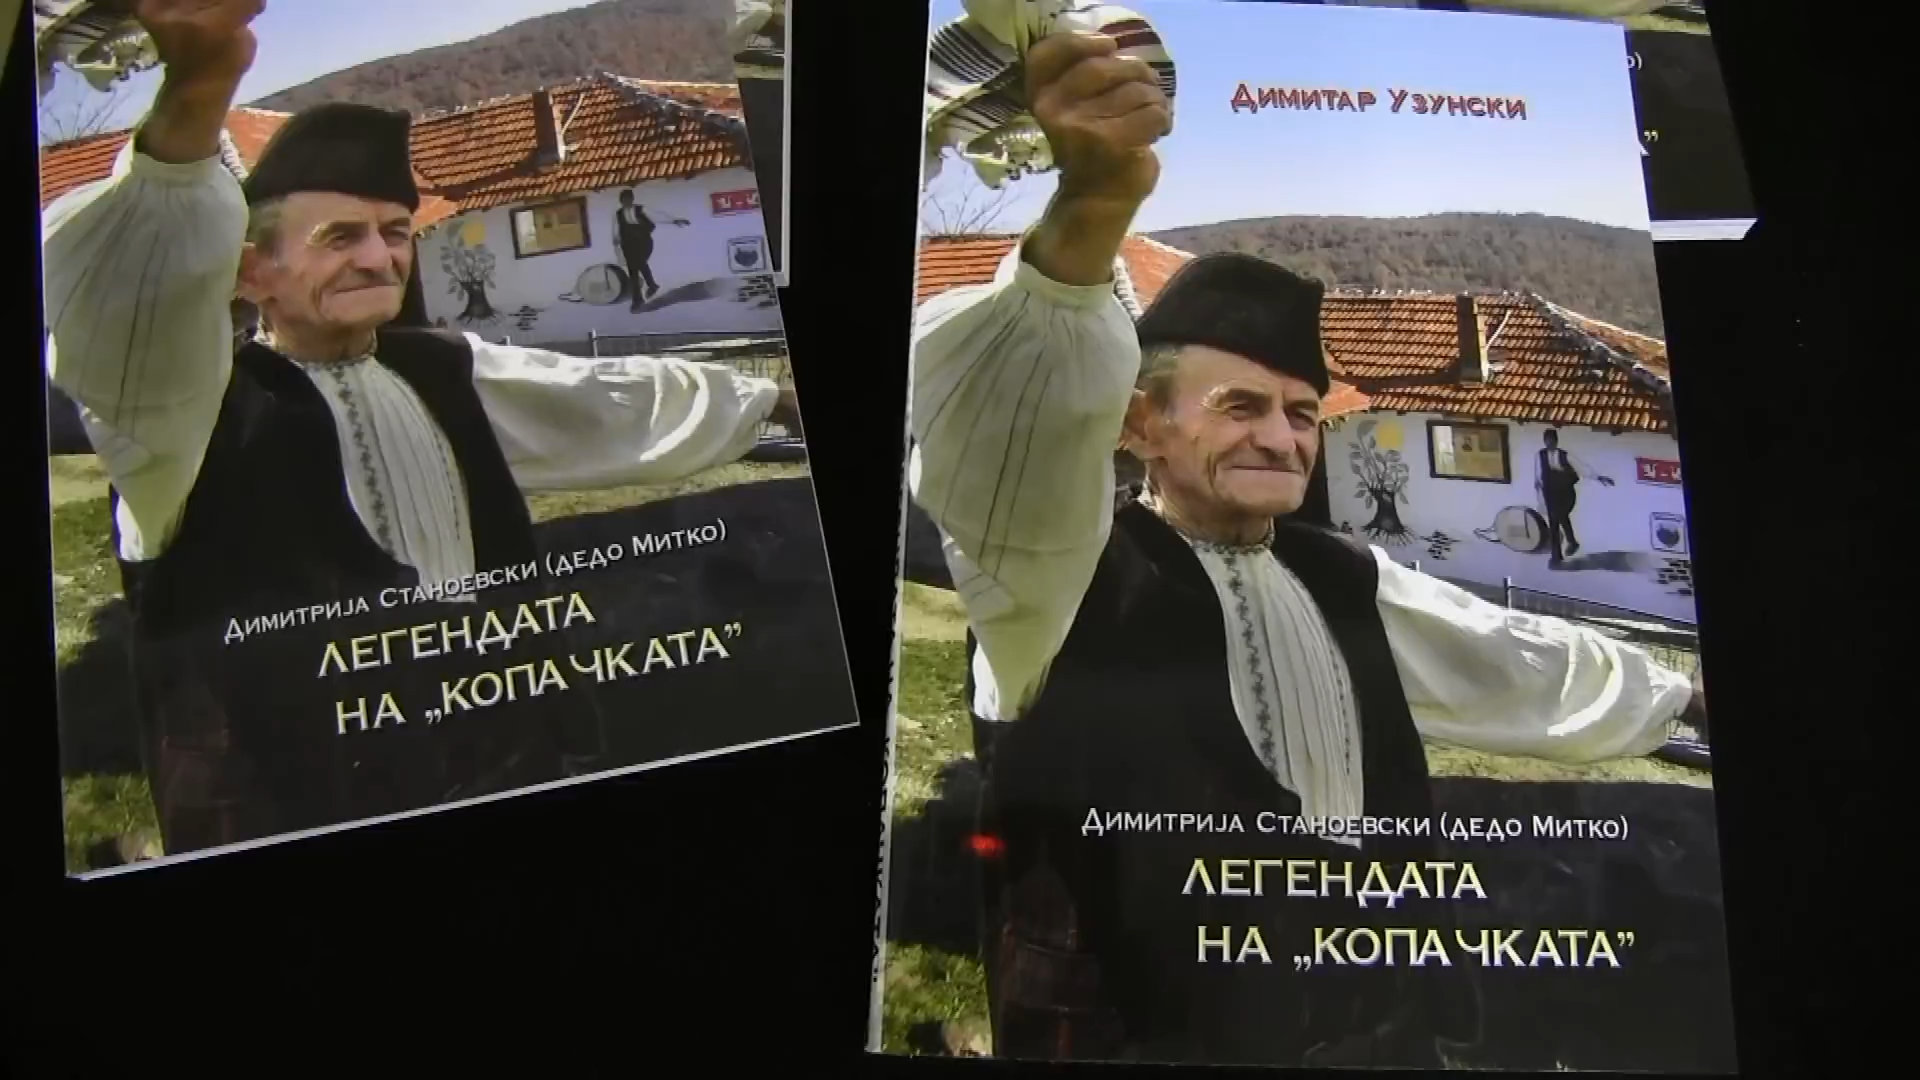 Димитрија Станоевски (дедо Митко)
ЛЕГЕНДАТА
НА „КОПАЧКАТА”
Димитар Узунски
Димитрија Станоевски (дедо Митко)
ЛЕГЕНДАТА
НА „КОПАЧКАТА”